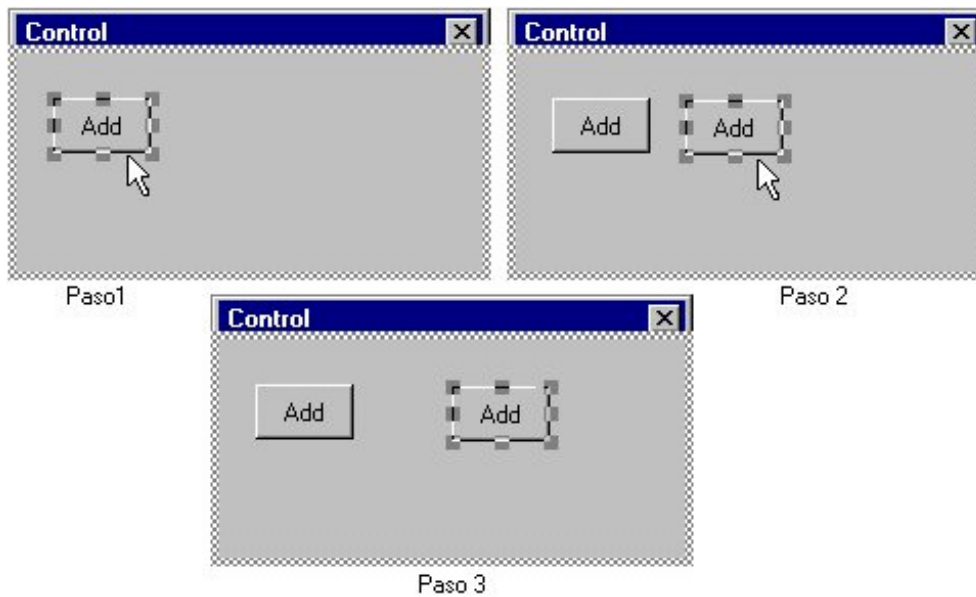 Control
Add
Paso1
Control
Add Add
Paso 2
Control
Add Add
Paso 3